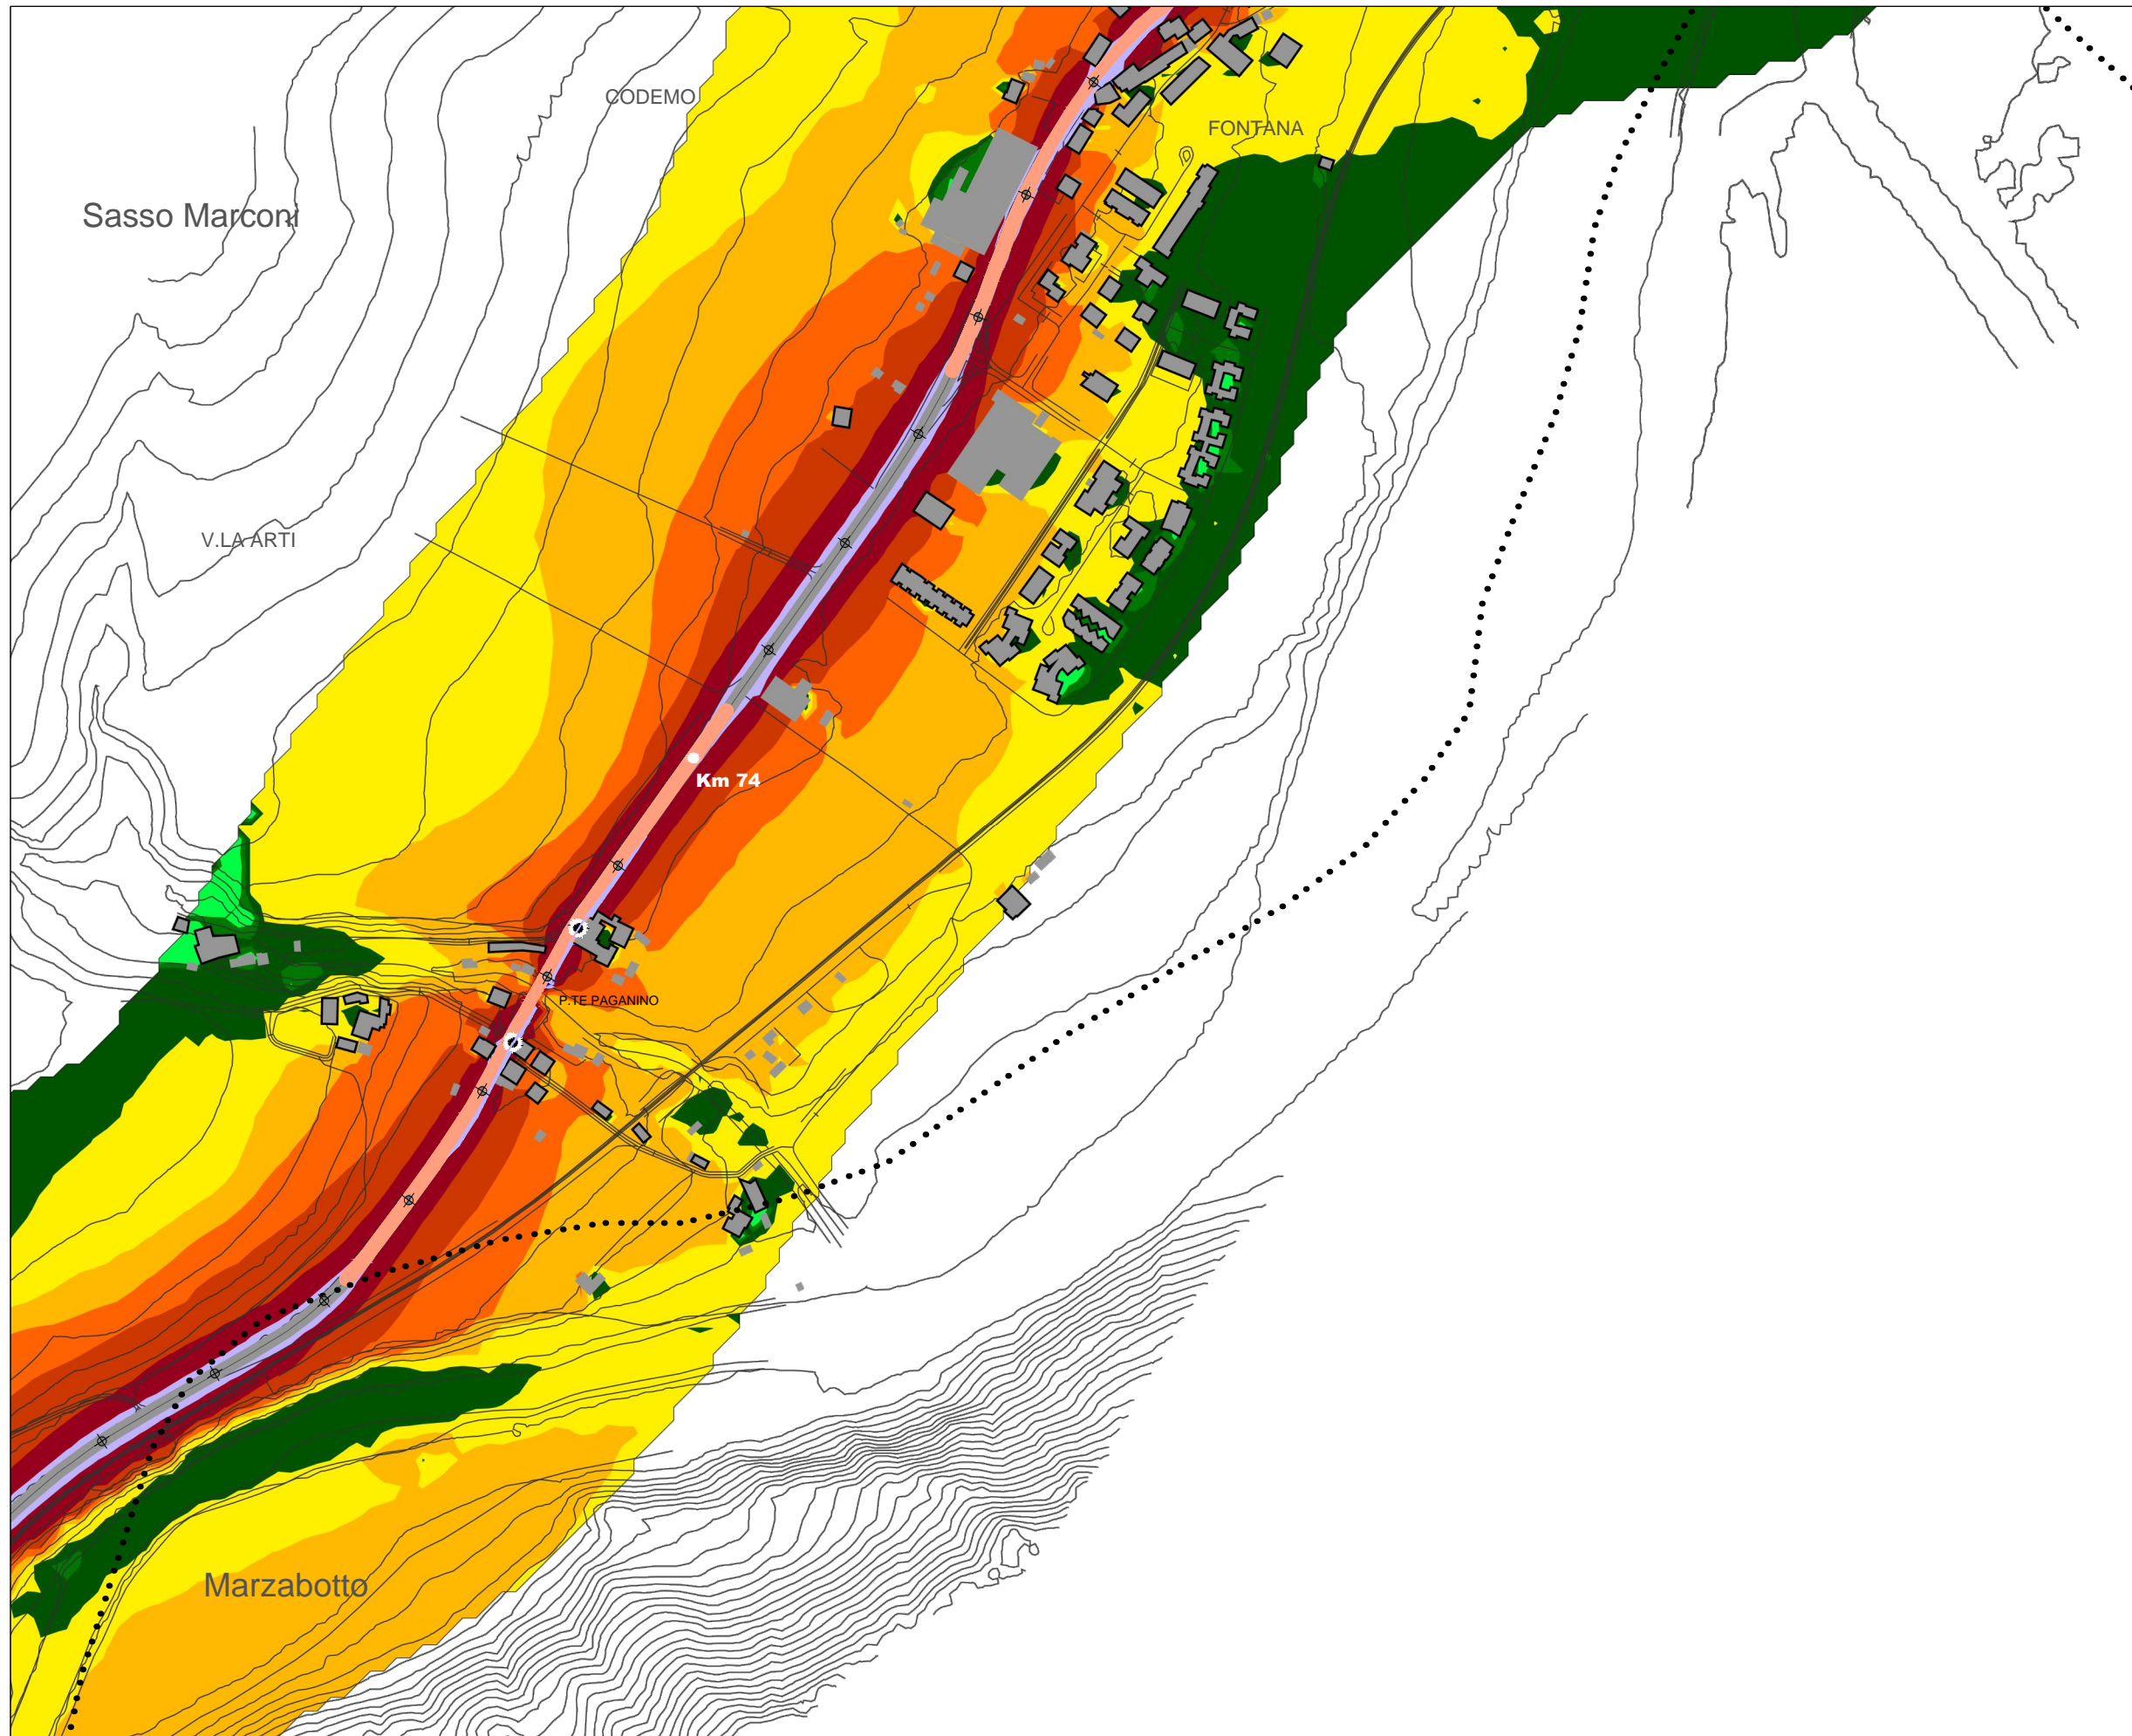 CODEMO
FONTANA
Sasso Marconi
V.LA ARTI
Km 74
P.TE PAGANINO
Marzabotto